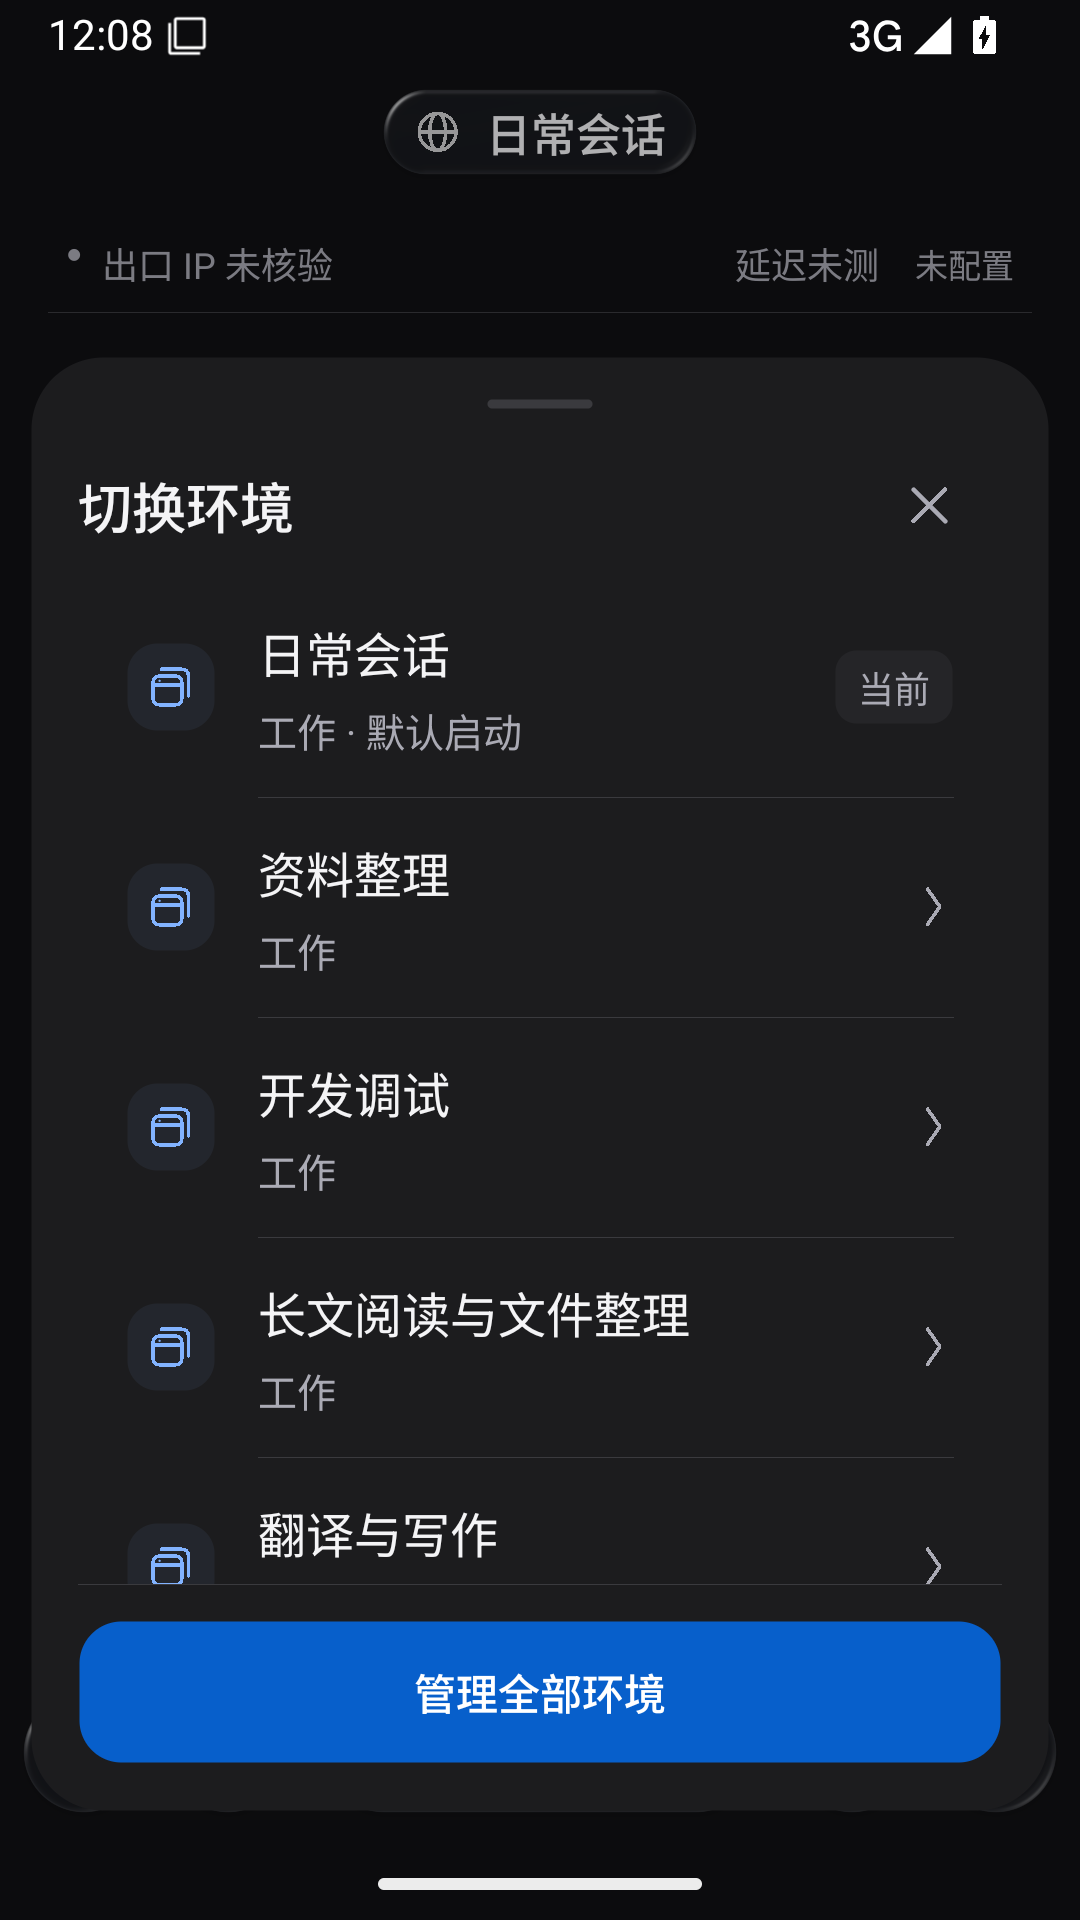 12:08
3G
日常会话
出口 IP 未核验
延迟未测 未配置
切换环境
日常会话
工作 · 默认启动
当前
资料整理
工作
开发调试
工作
长文阅读与文件整理
工作
翻译与写作
管理全部环境